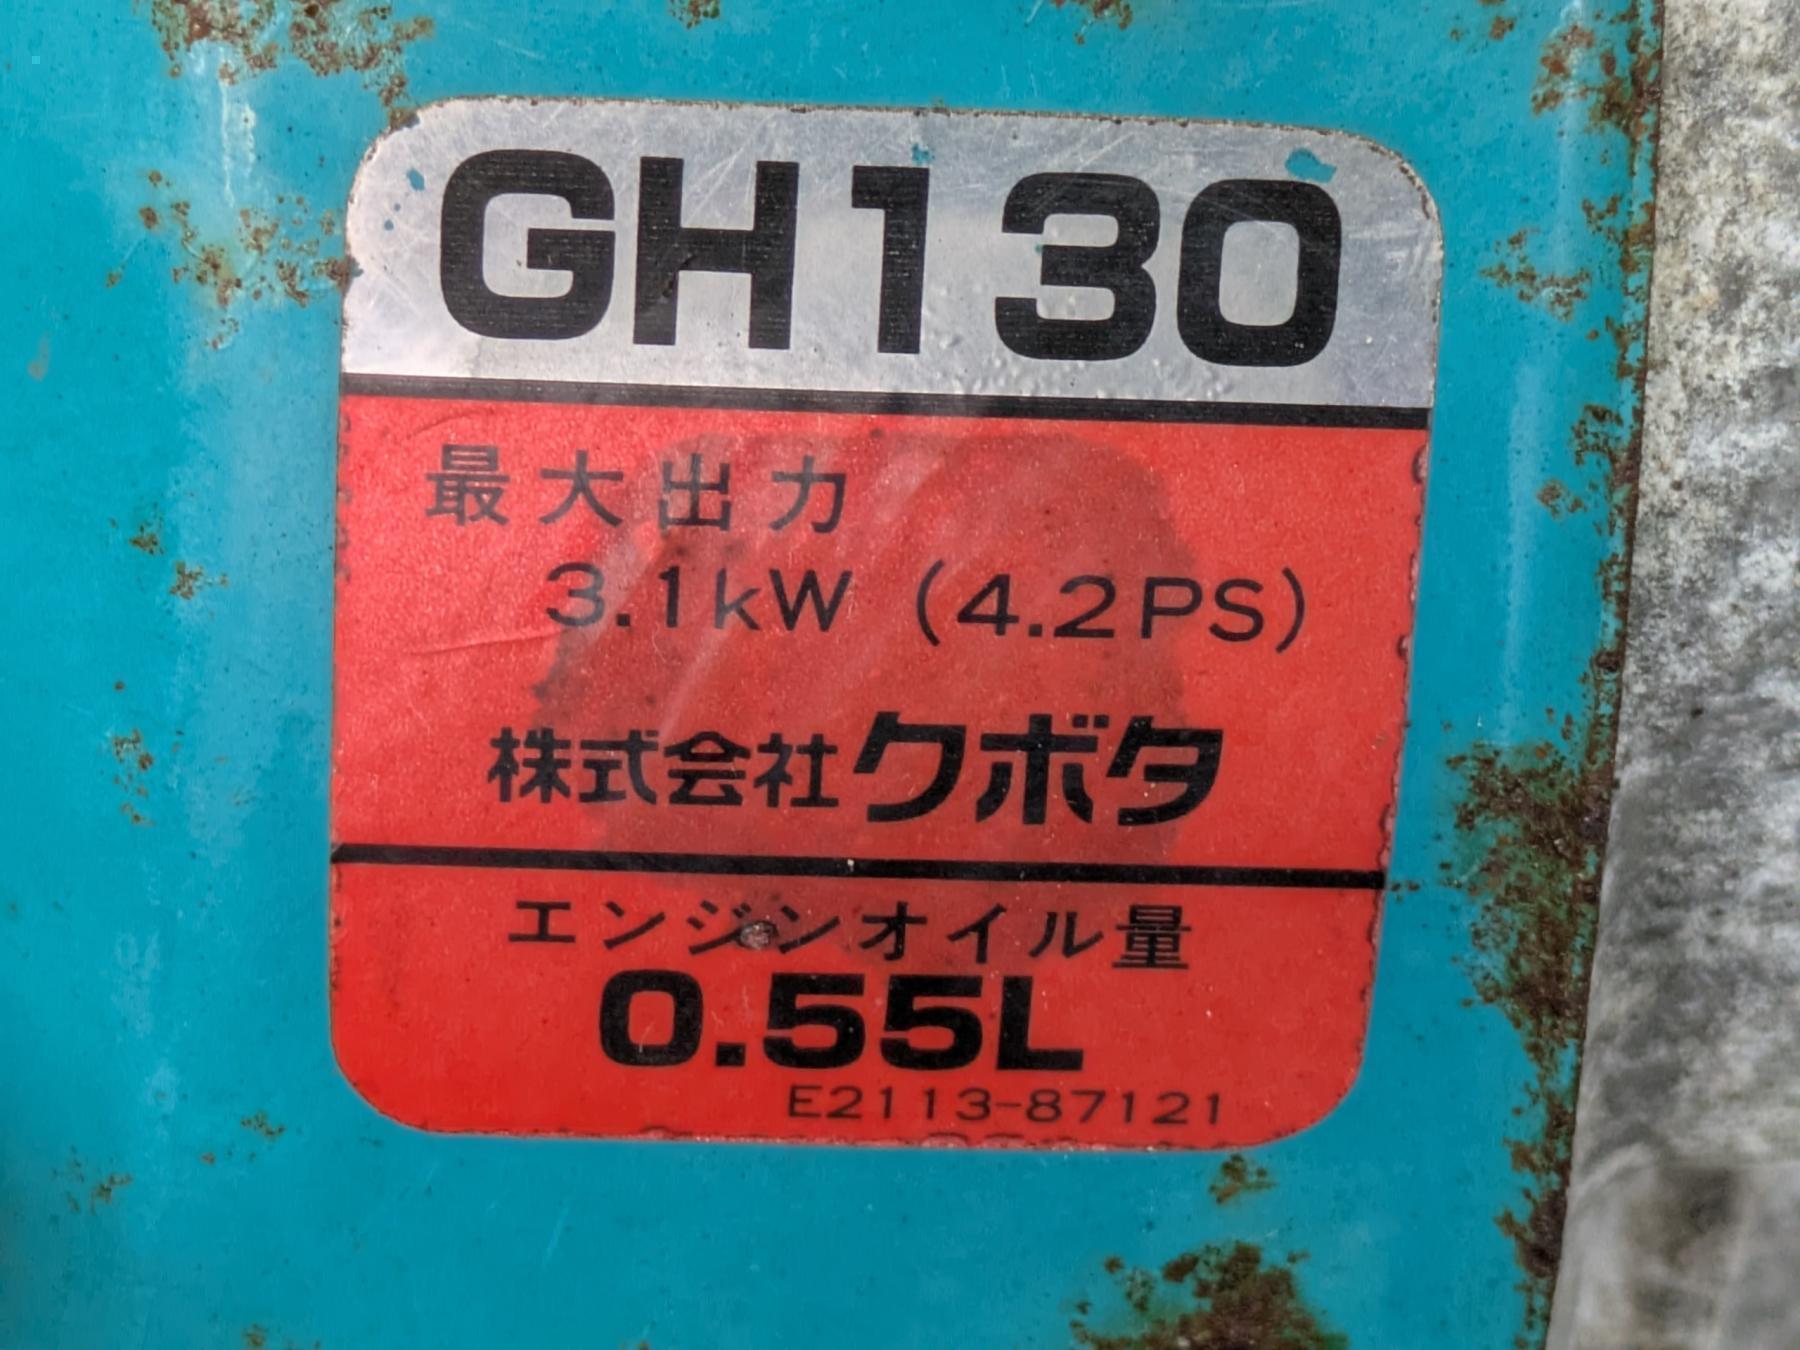 GH130
最大出力
3.1kW (4.2PS)
株式会社クボタ
エンジンオイル量
0.55L
E2113-87121